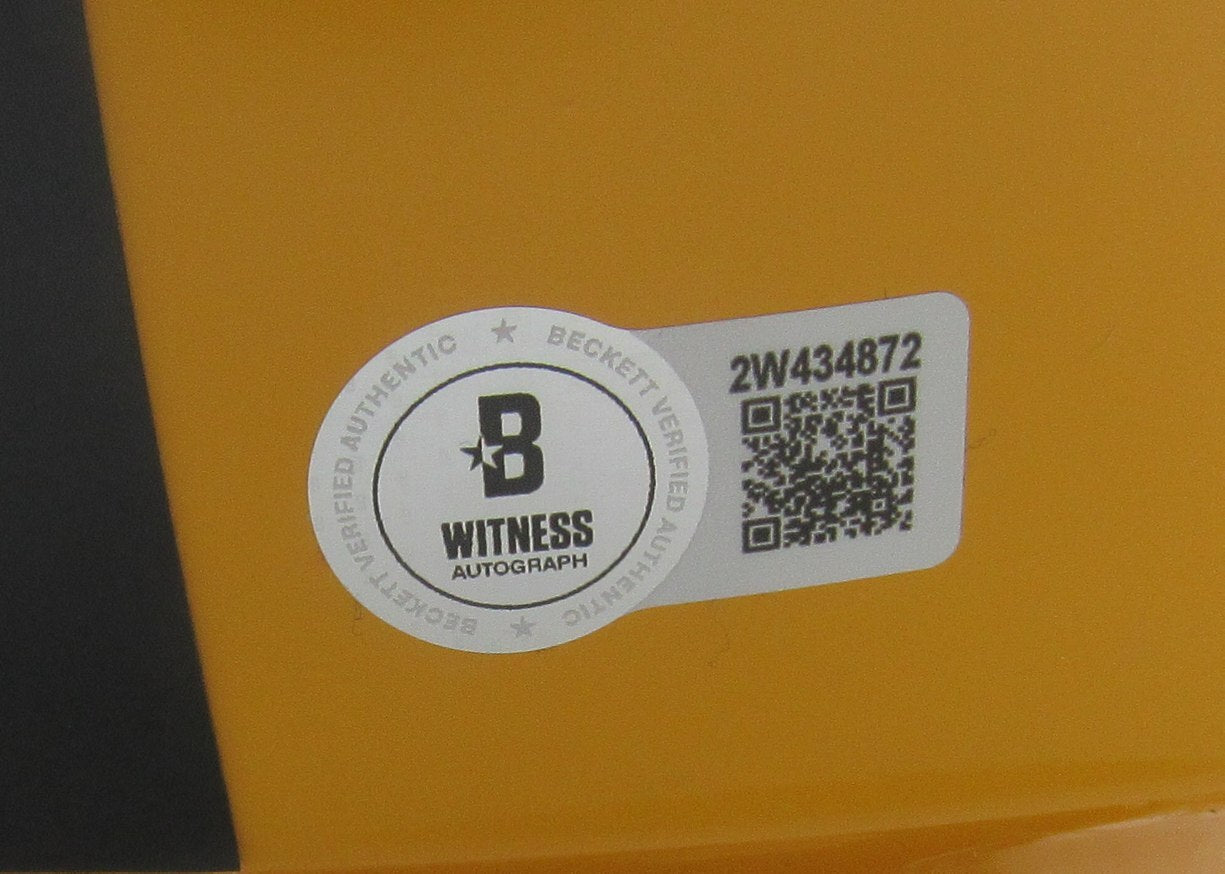 BECKETT VERIFIED AUTHENTIC ★ BECKETT VERIFIED AUTHENTIC ★
B
WITNESS
AUTOGRAPH
2W434872